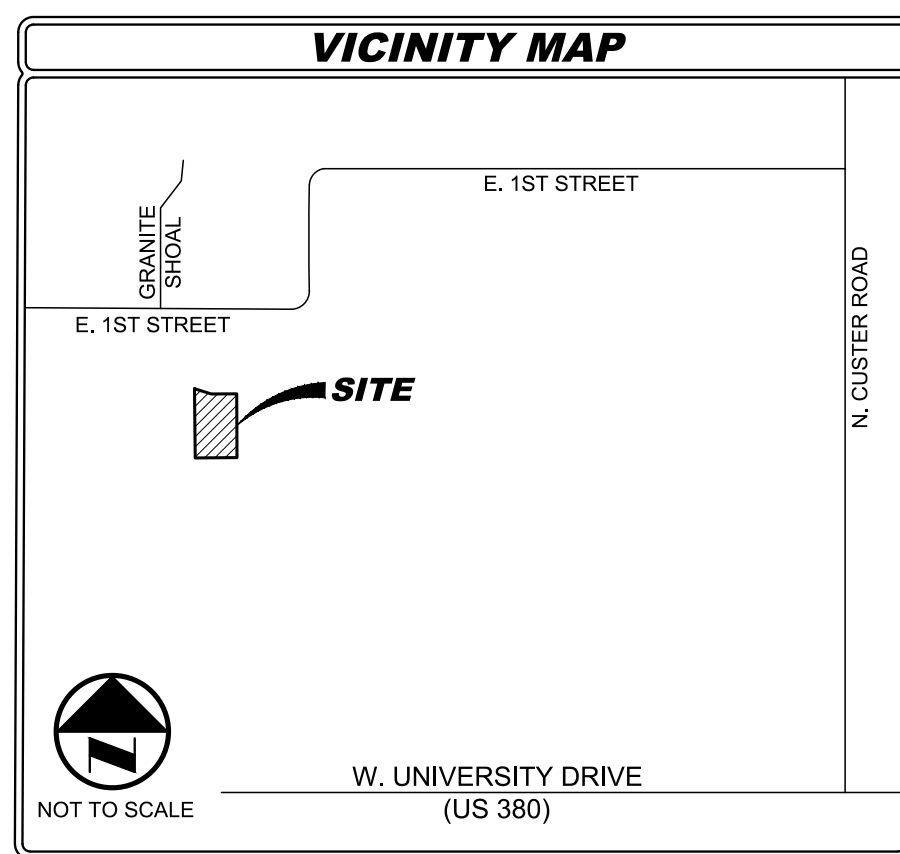 VICINITY MAP
E. 1ST STREET
GRANITE
SHOAL
E. 1ST STREET
N. CUSTER ROAD
SITE
N
NOT TO SCALE
W. UNIVERSITY DRIVE
(US 380)